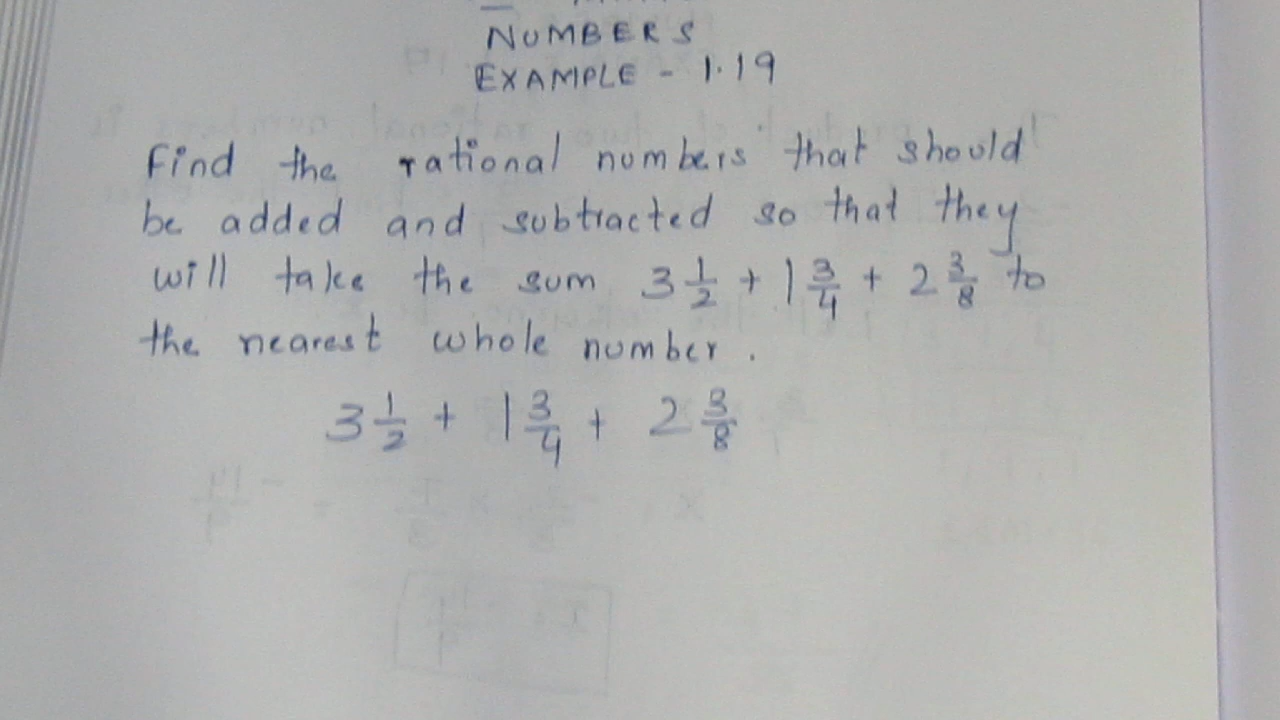 NUMBERS
EXAMPLE - 1.19
Find the rational numbers that should
be added and subtracted so that they
will take the sum 3 1/2 + 1 3/4 + 2 3/8 to
the nearest whole number.
3 1/2 + 1 3/4 + 2 3/8